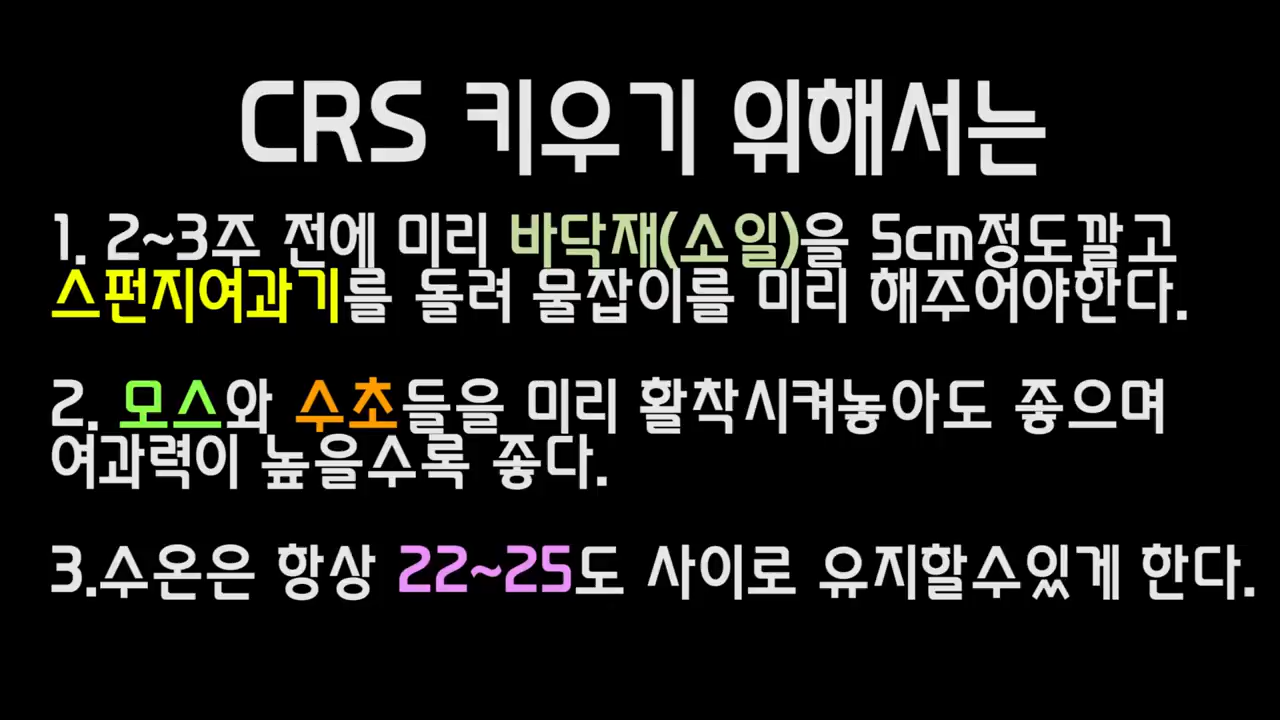 CRS 키우기 위해서는
1. 2~3주 전에 미리 바닥재(소일)을 5cm정도깔고
스펀지여과기를 돌려 물잡이를 미리 해주어야한다.
2. 모스와 수초들을 미리 활착시켜놓아도 좋으며
여과력이 높을수록 좋다.
3.수온은 항상 22~25도 사이로 유지할수있게 한다.